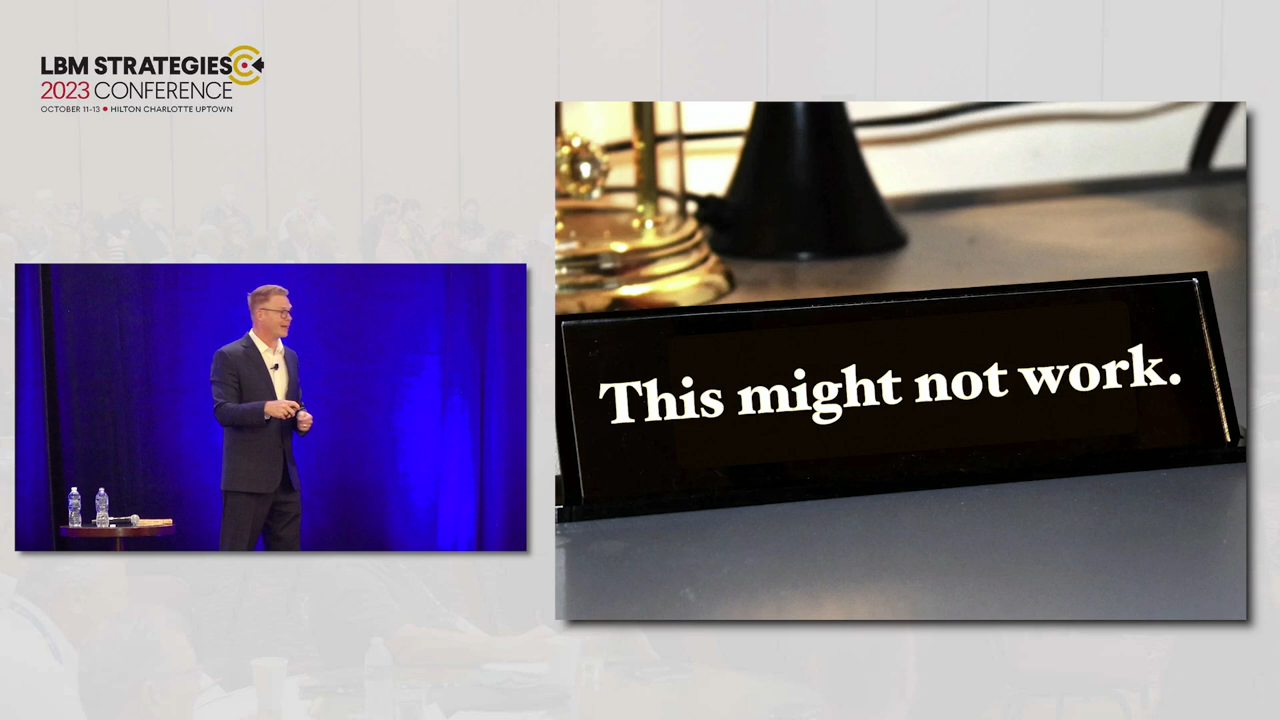 LBM STRATEGIES
2023 CONFERENCE
OCTOBER 11-13 • HILTON CHARLOTTE UPTOWN
This might not work.